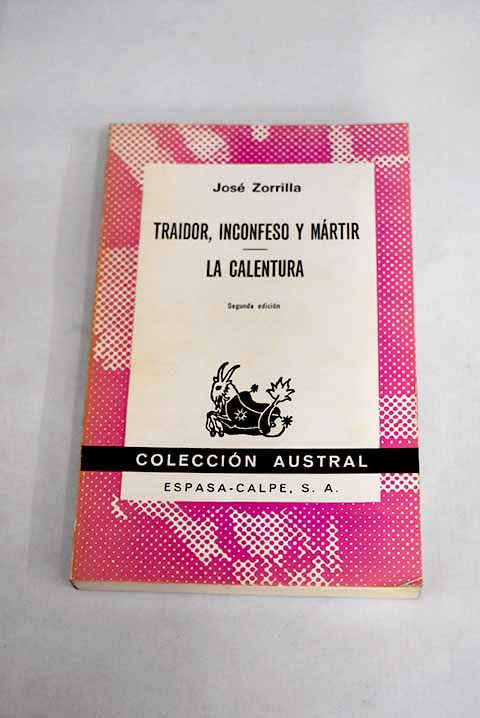 José Zorrilla
TRAIDOR, INCONFESO Y MÁRTIR
LA CALENTURA
Segunda edición
COLECCIÓN AUSTRAL
ESPASA-CALPE, S. A.